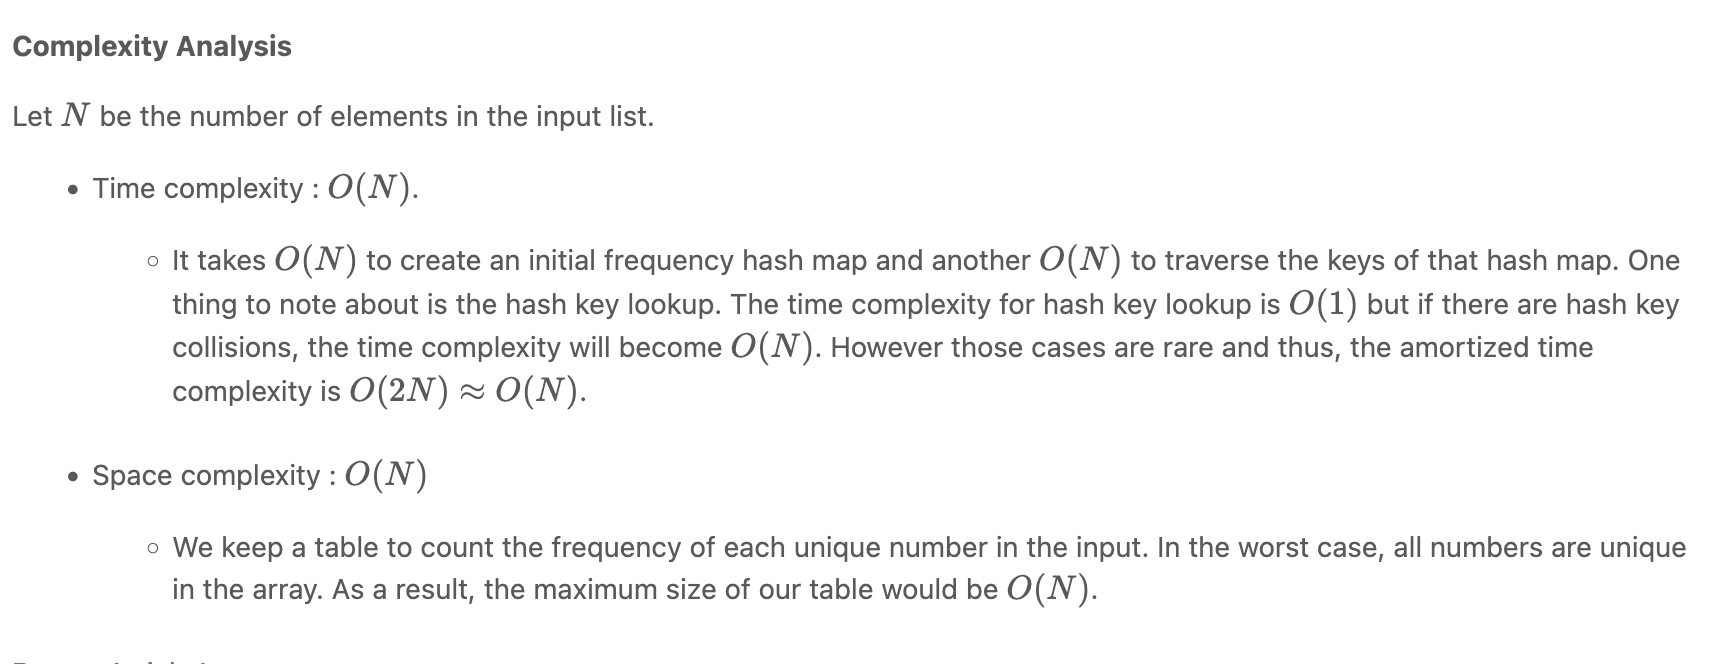 Complexity Analysis
Let N be the number of elements in the input list.
• Time complexity : O(N).
◦ It takes O(N) to create an initial frequency hash map and another O(N) to traverse the keys of that hash map. One
thing to note about is the hash key lookup. The time complexity for hash key lookup is O(1) but if there are hash key
collisions, the time complexity will become O(N). However those cases are rare and thus, the amortized time
complexity is O(2N) ≈ O(N).
• Space complexity : O(N)
◦ We keep a table to count the frequency of each unique number in the input. In the worst case, all numbers are unique
in the array. As a result, the maximum size of our table would be O(N).